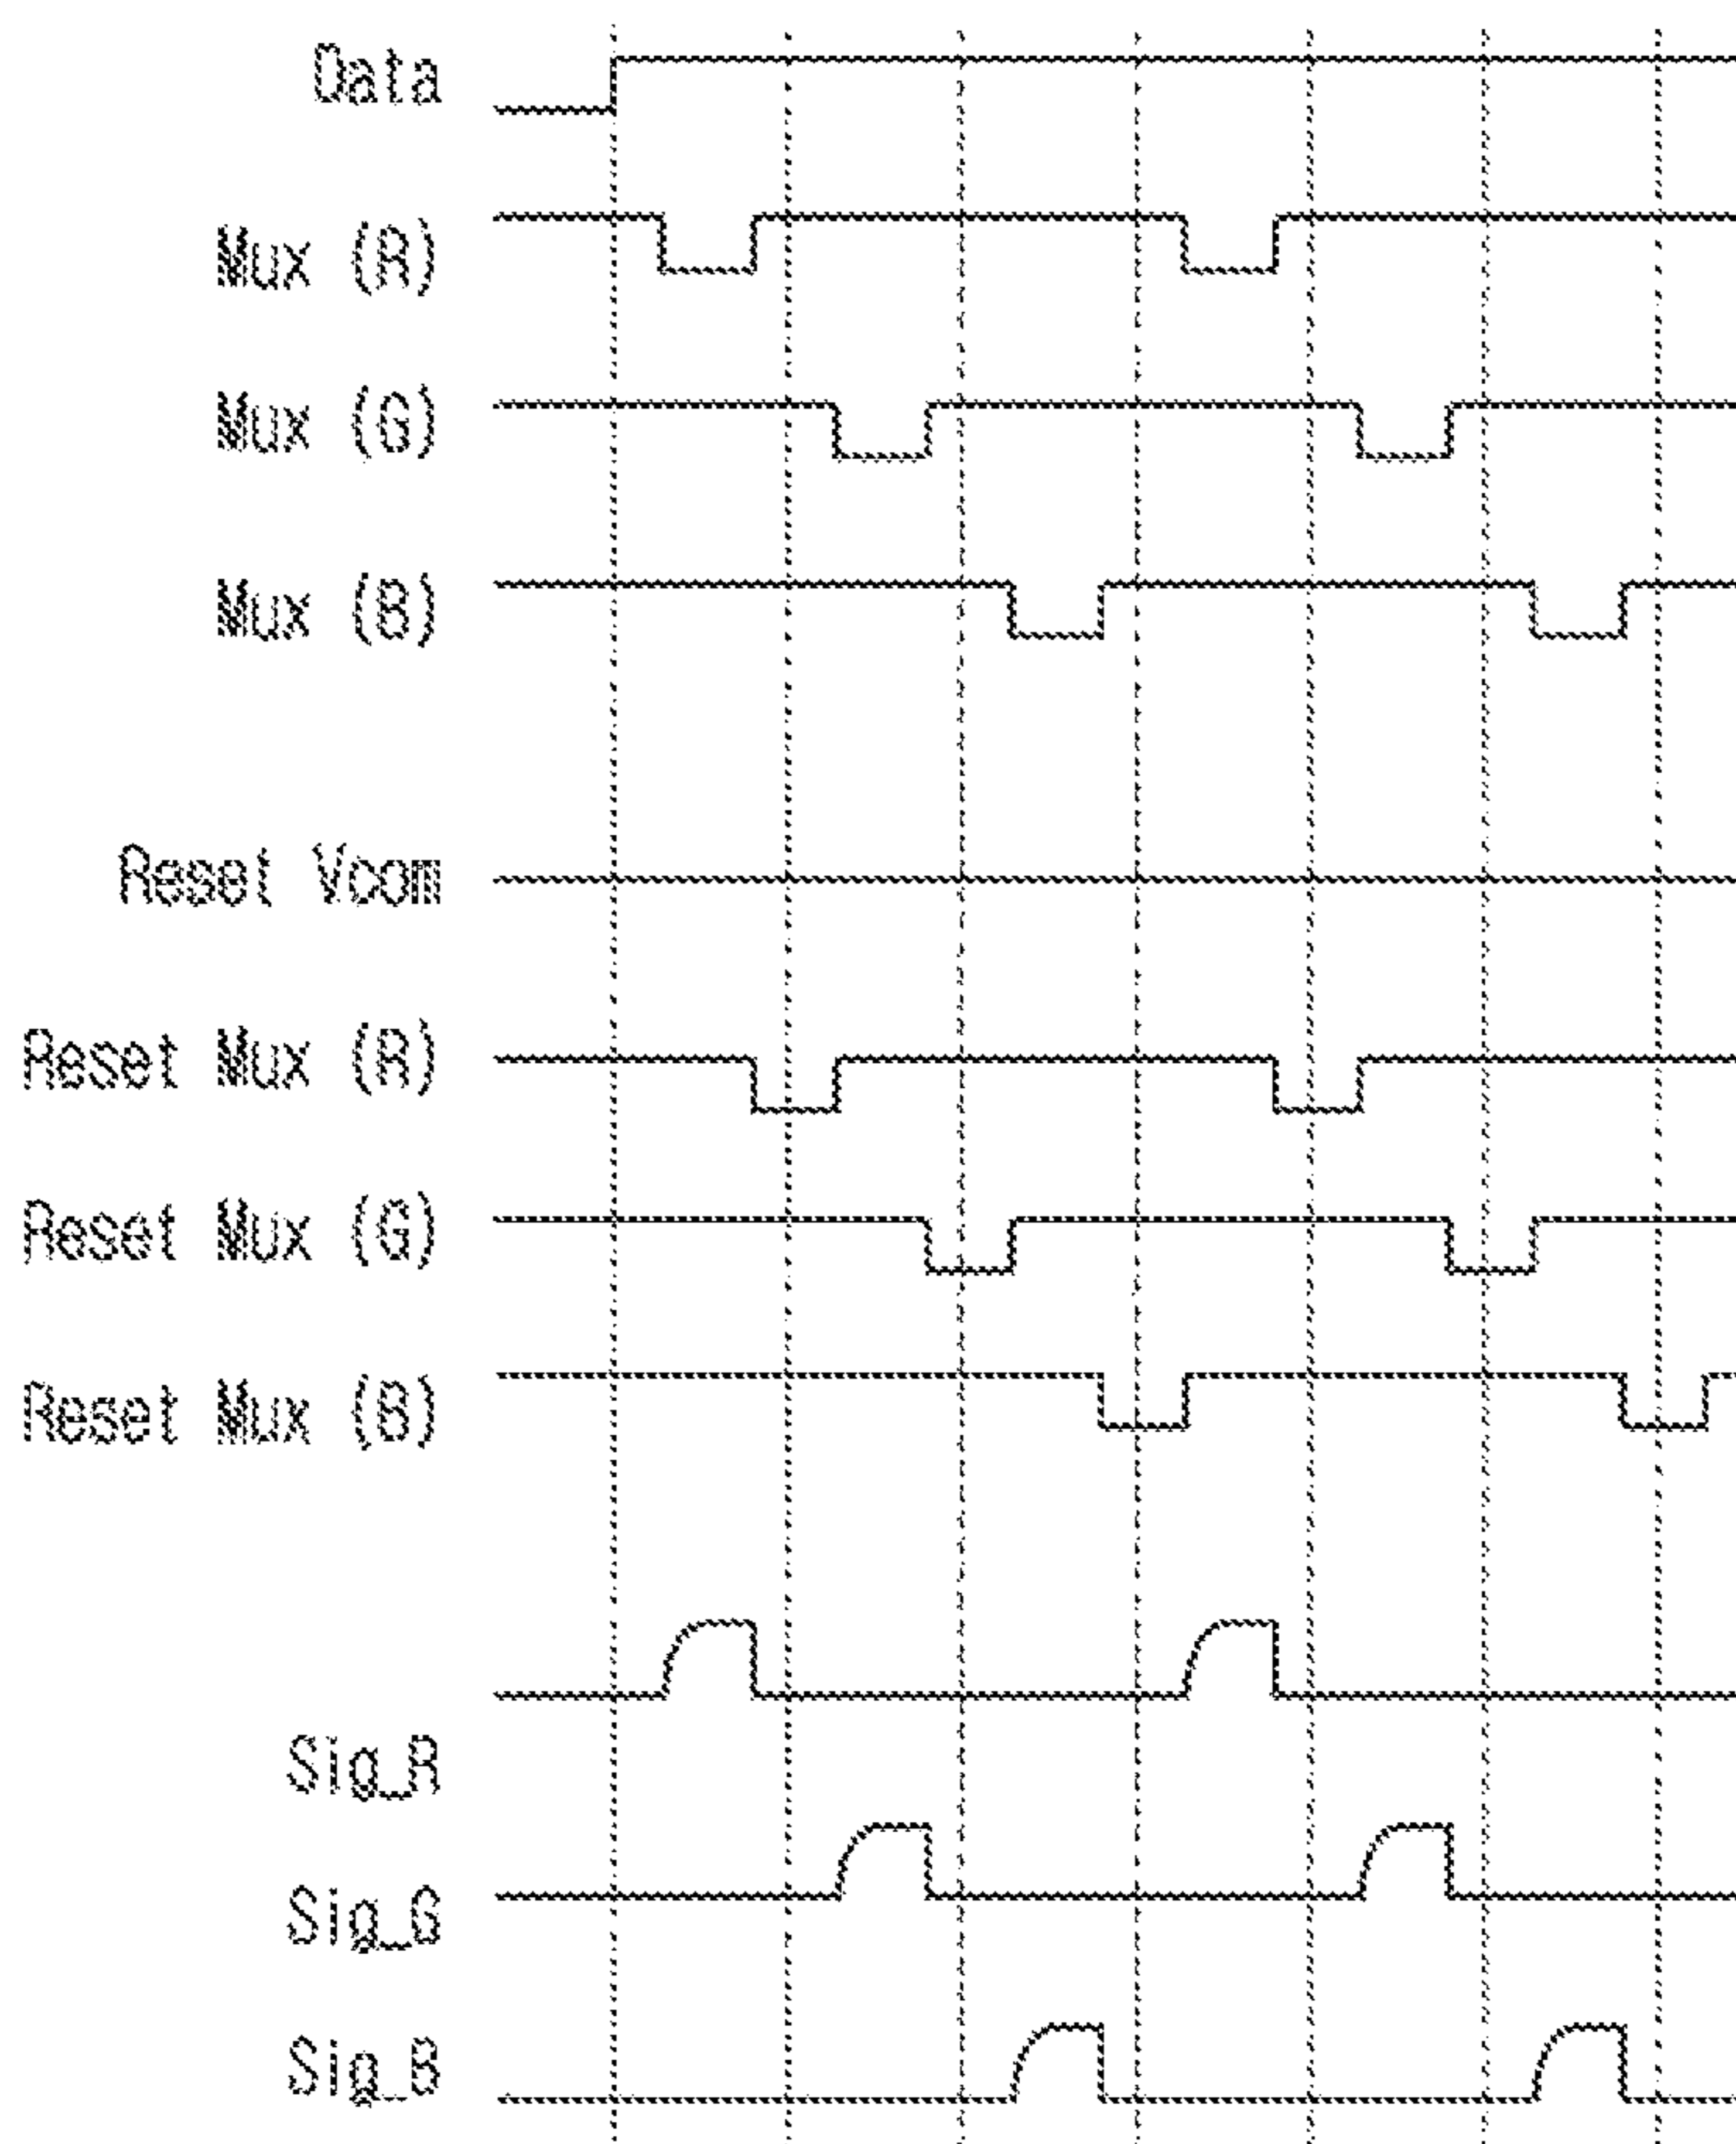 Data
Mux (R)
Mux (G)
Mux (B)
Reset Vcom
Reset Mux (R)
Reset Mux (G)
Reset Mux (B)
Sig_R
Sig_G
Sig_B